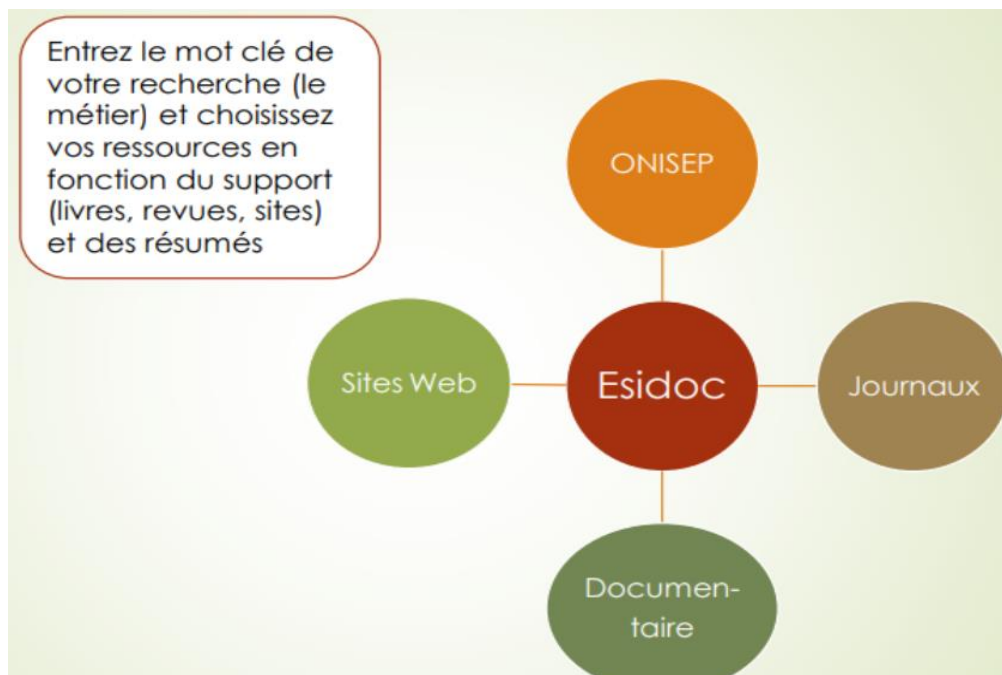 Entrez le mot clé de
votre recherche (le
métier) et choisissez
vos ressources en
fonction du support
(livres, revues, sites)
et des résumés
ONISEP
Sites Web
Esidoc
Journaux
Documen-
taire